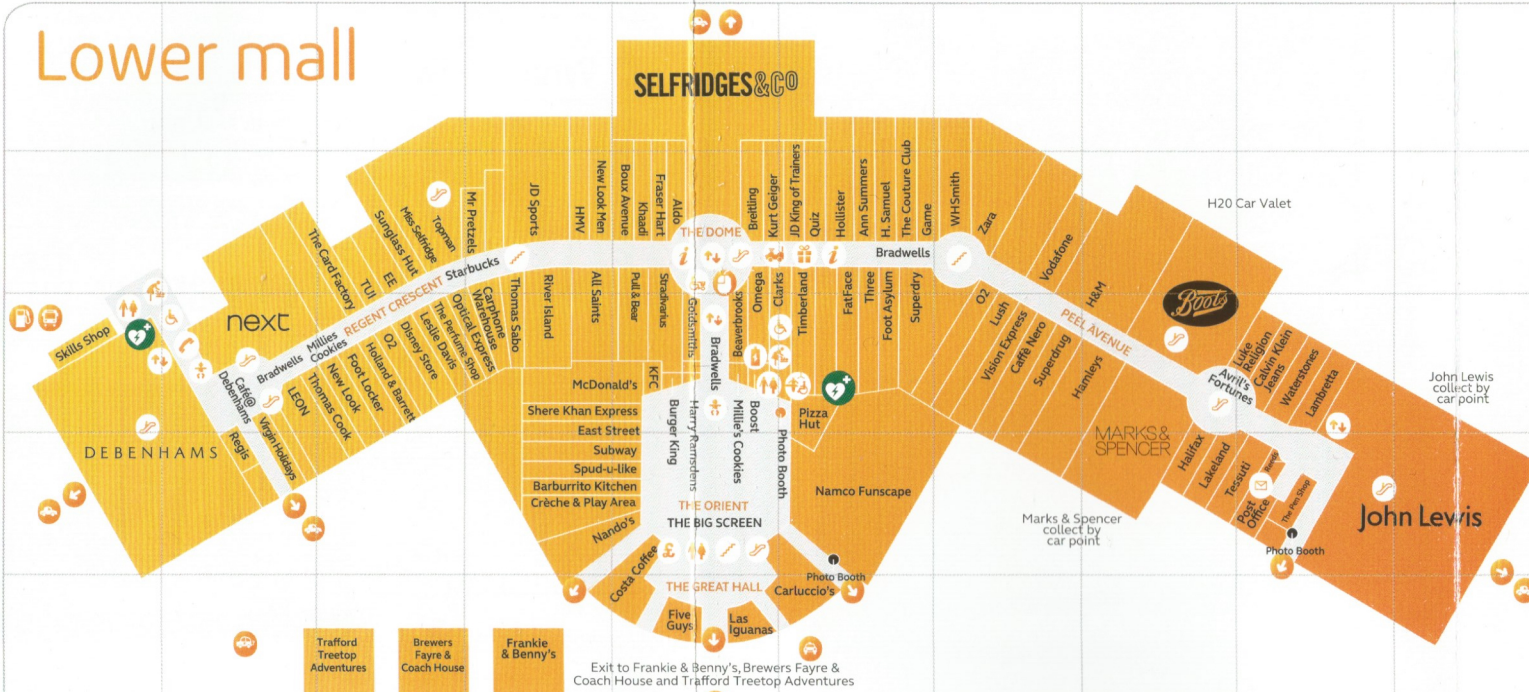 Lower mall
SELFRIDGES&CO
JD Sports
HMV
New Look Men
Boux Avenue
Khaadi
Fraser Hart
Aldo
Breitling
Kurt Geiger
JD King of Trainers
Quiz
Hollister
Ann Summers
H. Samuel
The Couture Club
Game
WHSmith
Zara
Vodafone
H&M
Boots
H20 Car Valet
The Card Factory
TUI
EE
Sunglass Hut
Miss Selfridge
Topman
Mr Pretzels
THE DOME
Bradwells
Starbucks
REGENT CRESCENT
Millies
Cookies
Bradwells
next
Skills Shop
DEBENHAMS
Café@
Debenhams
Regis
Virgin Holidays
LEON
Thomas Cook
New Look
Foot Locker
Holland & Barrett
O2
Disney Store
Leslie Davis
The Perfume Shop
Optical Express
Carphone
Warehouse
Thomas Sabo
River Island
All Saints
Pull & Bear
Stradivarius
Goldsmiths
Bradwells
Beaverbrooks
Omega
Clarks
Timberland
FatFace
Three
Foot Asylum
Superdry
O2
Lush
Vision Express
Caffè Nero
Superdrug
Hamleys
PEEL AVENUE
MARKS &
SPENCER
Luke
Religion
Calvin Klein
Jeans
Waterstones
Lambretta
Avril's
Fortunes
Halifax
Lakeland
Tessuti
Post
Office
The Pen Shop
Photo Booth
John Lewis
John Lewis
collect by
car point
Marks & Spencer
collect by
car point
McDonald's
Shere Khan Express
East Street
Subway
Spud-u-like
Barburrito Kitchen
Crèche & Play Area
Nando's
KFC
Burger King
Harry Ramsdens
Millie's Cookies
Boost
Photo Booth
Pizza
Hut
Namco Funscape
THE ORIENT
THE BIG SCREEN
£
THE GREAT HALL
Costa Coffee
Five
Guys
Las
Iguanas
Carluccio's
Photo Booth
Trafford
Treetop
Adventures
Brewers
Fayre &
Coach House
Frankie
& Benny's
Exit to Frankie & Benny's, Brewers Fayre &
Coach House and Trafford Treetop Adventures